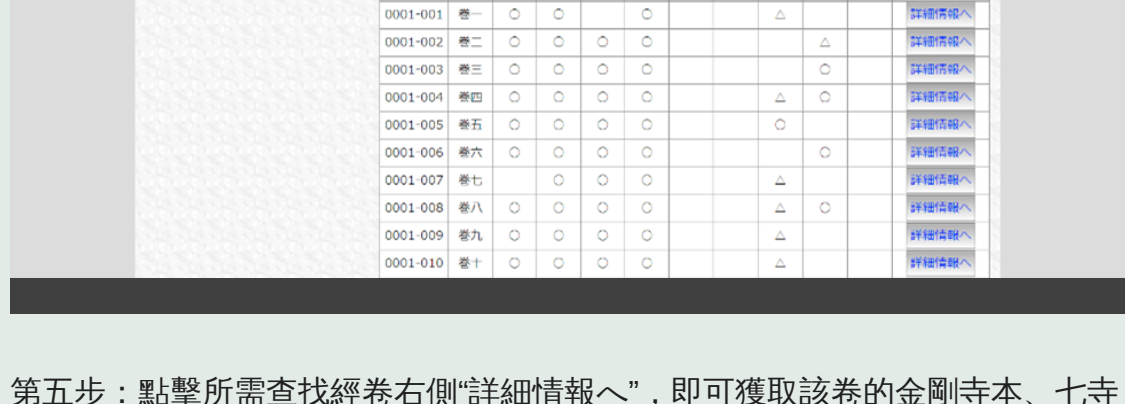 0001-001 巻一 ○ ○ ○ △ 詳細情報へ
0001-002 巻二 ○ ○ ○ ○ △ 詳細情報へ
0001-003 巻三 ○ ○ ○ ○ ○ 詳細情報へ
0001-004 巻四 ○ ○ ○ ○ △ ○ 詳細情報へ
0001-005 巻五 ○ ○ ○ ○ ○ 詳細情報へ
0001-006 巻六 ○ ○ ○ ○ ○ 詳細情報へ
0001-007 巻七 ○ ○ ○ △ 詳細情報へ
0001-008 巻八 ○ ○ ○ ○ △ ○ 詳細情報へ
0001-009 巻九 ○ ○ ○ ○ △ 詳細情報へ
0001-010 巻十 ○ ○ ○ ○ △ 詳細情報へ
第五步：點擊所需查找經卷右側“詳細情報へ”，即可獲取該卷的金剛寺本、七寺